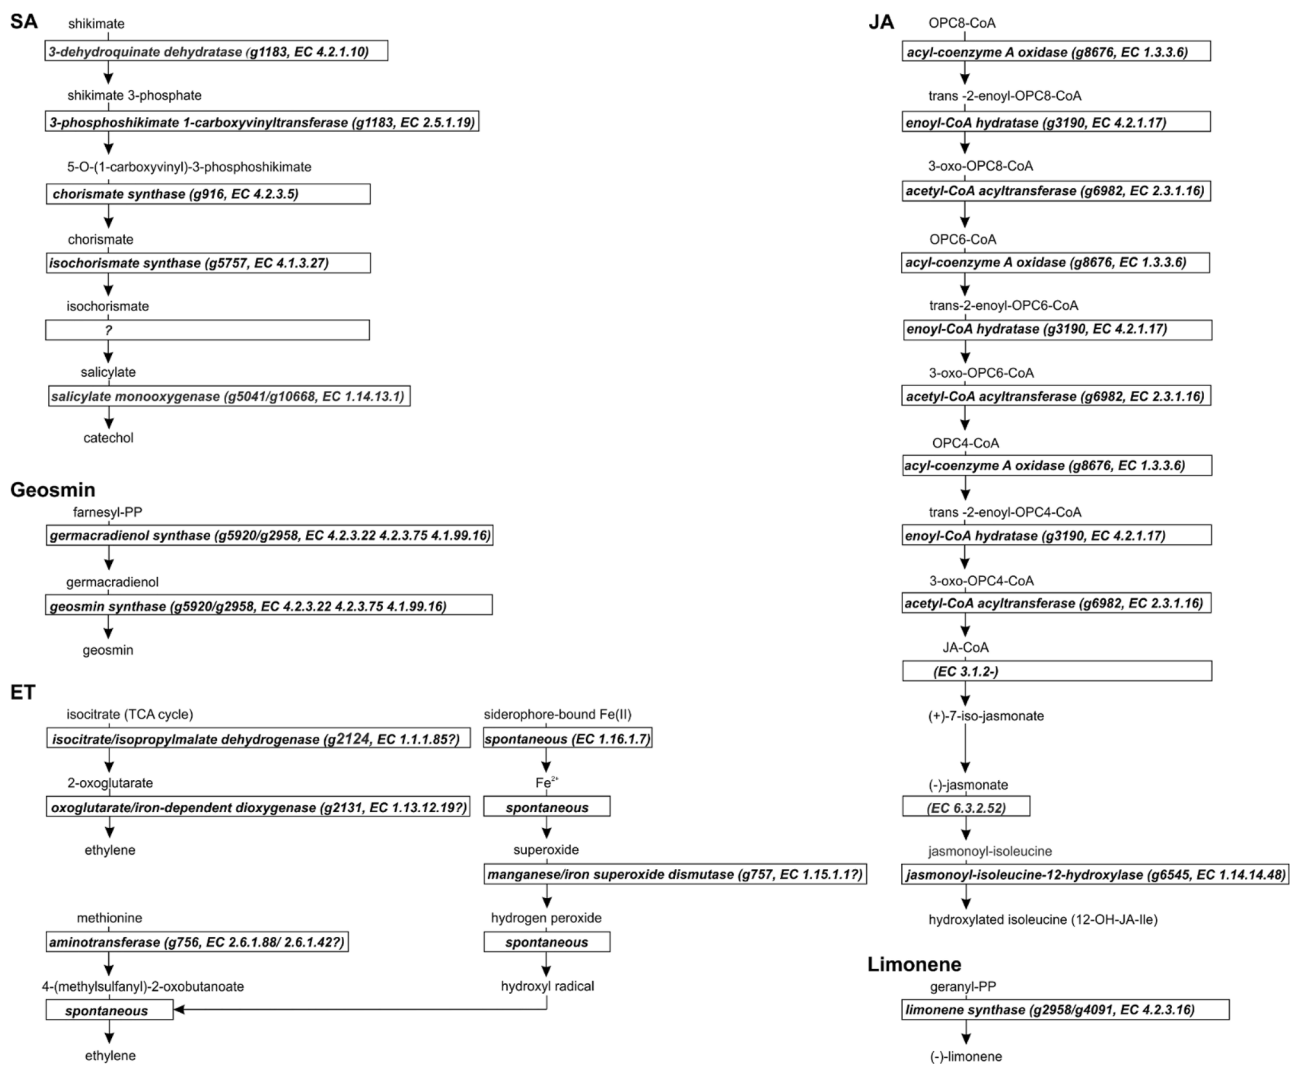 SA
shikimate
3-dehydroquinate dehydratase (g1183, EC 4.2.1.10)
shikimate 3-phosphate
3-phosphoshikimate 1-carboxyvinyltransferase (g1183, EC 2.5.1.19)
5-O-(1-carboxyvinyl)-3-phosphoshikimate
chorismate synthase (g916, EC 4.2.3.5)
chorismate
isochorismate synthase (g5757, EC 4.1.3.27)
isochorismate
?
salicylate
salicylate monooxygenase (g5041/g10668, EC 1.14.13.1)
catechol
Geosmin
farnesyl-PP
germacradienol synthase (g5920/g2958, EC 4.2.3.22 4.2.3.75 4.1.99.16)
germacradienol
geosmin synthase (g5920/g2958, EC 4.2.3.22 4.2.3.75 4.1.99.16)
geosmin
ET
isocitrate (TCA cycle)
isocitrate/isopropylmalate dehydrogenase (g2124, EC 1.1.1.85?)
2-oxoglutarate
oxoglutarate/iron-dependent dioxygenase (g2131, EC 1.13.12.19?)
ethylene
methionine
aminotransferase (g756, EC 2.6.1.88/ 2.6.1.42?)
4-(methylsulfanyl)-2-oxobutanoate
spontaneous
ethylene
siderophore-bound Fe(II)
spontaneous (EC 1.16.1.7)
Fe²⁺
spontaneous
superoxide
manganese/iron superoxide dismutase (g757, EC 1.15.1.1?)
hydrogen peroxide
spontaneous
hydroxyl radical
JA
OPC8-CoA
acyl-coenzyme A oxidase (g8676, EC 1.3.3.6)
trans -2-enoyl-OPC8-CoA
enoyl-CoA hydratase (g3190, EC 4.2.1.17)
3-oxo-OPC8-CoA
acetyl-CoA acyltransferase (g6982, EC 2.3.1.16)
OPC6-CoA
acyl-coenzyme A oxidase (g8676, EC 1.3.3.6)
trans-2-enoyl-OPC6-CoA
enoyl-CoA hydratase (g3190, EC 4.2.1.17)
3-oxo-OPC6-CoA
acetyl-CoA acyltransferase (g6982, EC 2.3.1.16)
OPC4-CoA
acyl-coenzyme A oxidase (g8676, EC 1.3.3.6)
trans -2-enoyl-OPC4-CoA
enoyl-CoA hydratase (g3190, EC 4.2.1.17)
3-oxo-OPC4-CoA
acetyl-CoA acyltransferase (g6982, EC 2.3.1.16)
JA-CoA
(EC 3.1.2-)
(+)-7-iso-jasmonate
(-)-jasmonate
(EC 6.3.2.52)
jasmonoyl-isoleucine
jasmonoyl-isoleucine-12-hydroxylase (g6545, EC 1.14.14.48)
hydroxylated isoleucine (12-OH-JA-Ile)
Limonene
geranyl-PP
limonene synthase (g2958/g4091, EC 4.2.3.16)
(-)-limonene